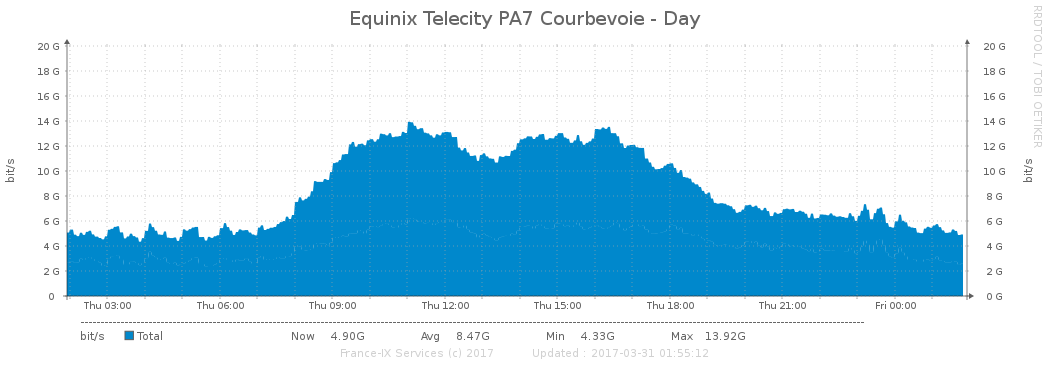 Equinix Telecity PA7 Courbevoie - Day
RRDTOOL / TOBI OETIKER
bit/s
20 G 20 G
18 G 18 G
16 G 16 G
14 G 14 G
12 G 12 G
10 G 10 G
8 G 8 G
6 G 6 G
4 G 4 G
2 G 2 G
0 0 G
bit/s
Thu 03:00 Thu 06:00 Thu 09:00 Thu 12:00 Thu 15:00 Thu 18:00 Thu 21:00 Fri 00:00
bit/s Total Now 4.90G Avg 8.47G Min 4.33G Max 13.92G
France-IX Services (c) 2017 Updated : 2017-03-31 01:55:12